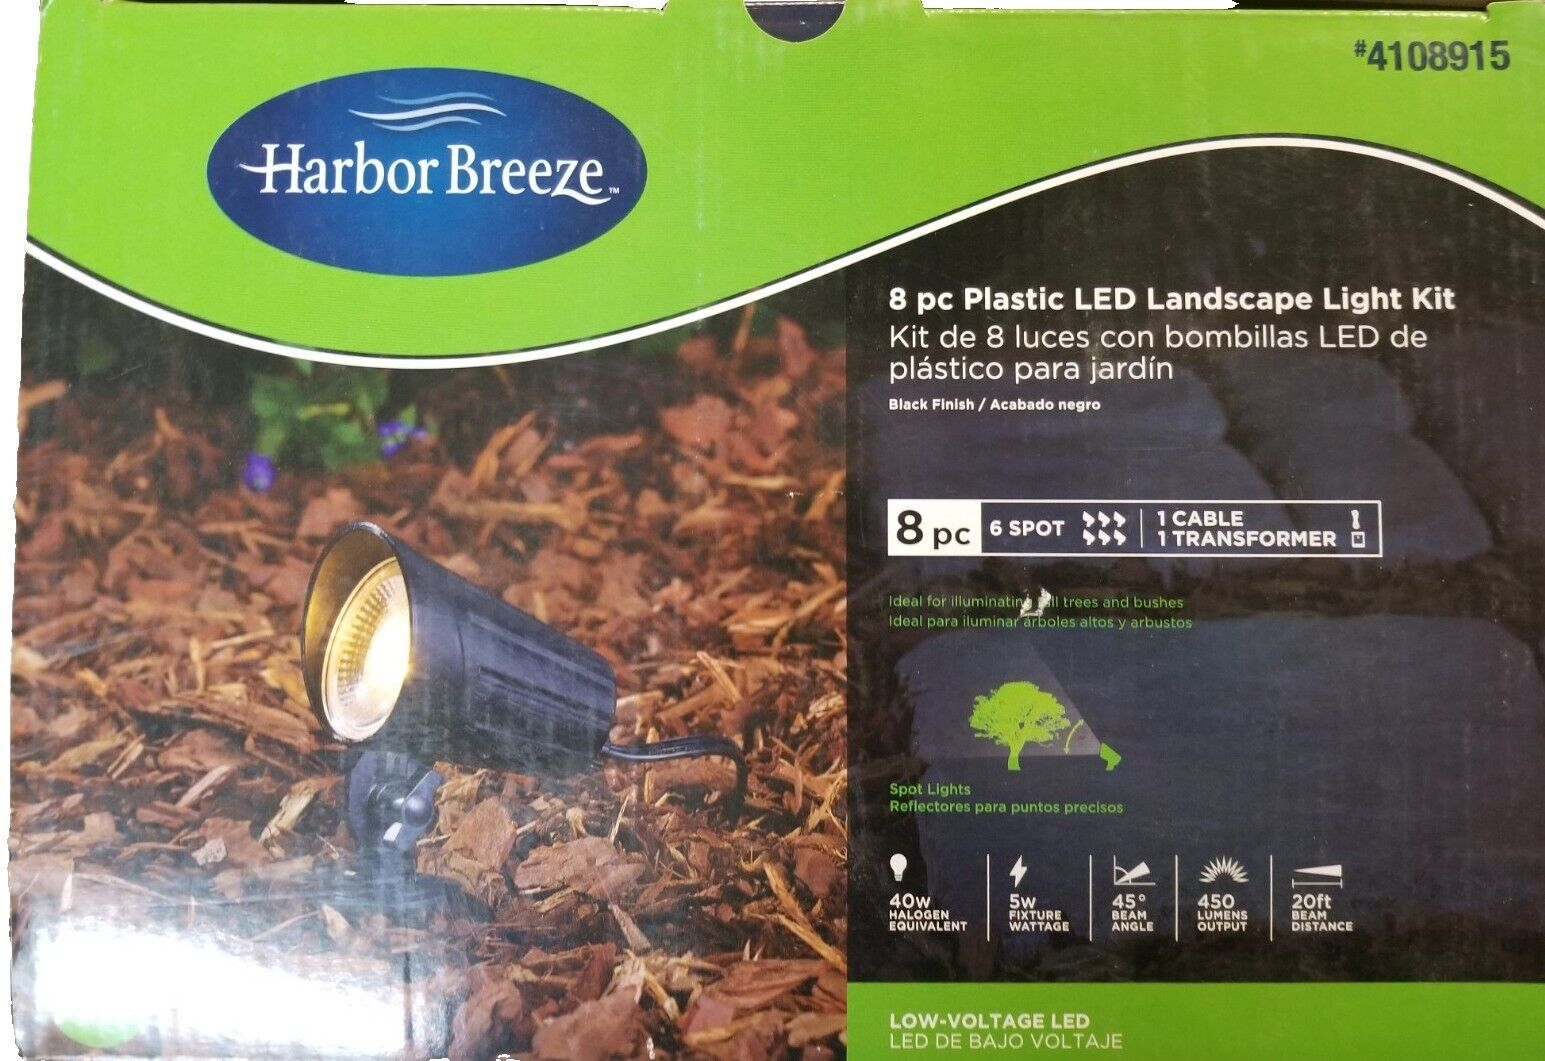 #4108915
Harbor Breeze™
8 pc Plastic LED Landscape Light Kit
Kit de 8 luces con bombillas LED de
plástico para jardín
Black Finish / Acabado negro
8 pc 6 SPOT 1 CABLE
1 TRANSFORMER
Ideal for illuminating trees and bushes
Ideal para iluminar árboles altos y arbustos
Spot Lights
Reflectores para puntos precisos
40w
HALOGEN
EQUIVALENT
5w
FIXTURE
WATTAGE
45°
BEAM
ANGLE
450
LUMENS
OUTPUT
20ft
BEAM
DISTANCE
LOW-VOLTAGE LED
LED DE BAJO VOLTAJE